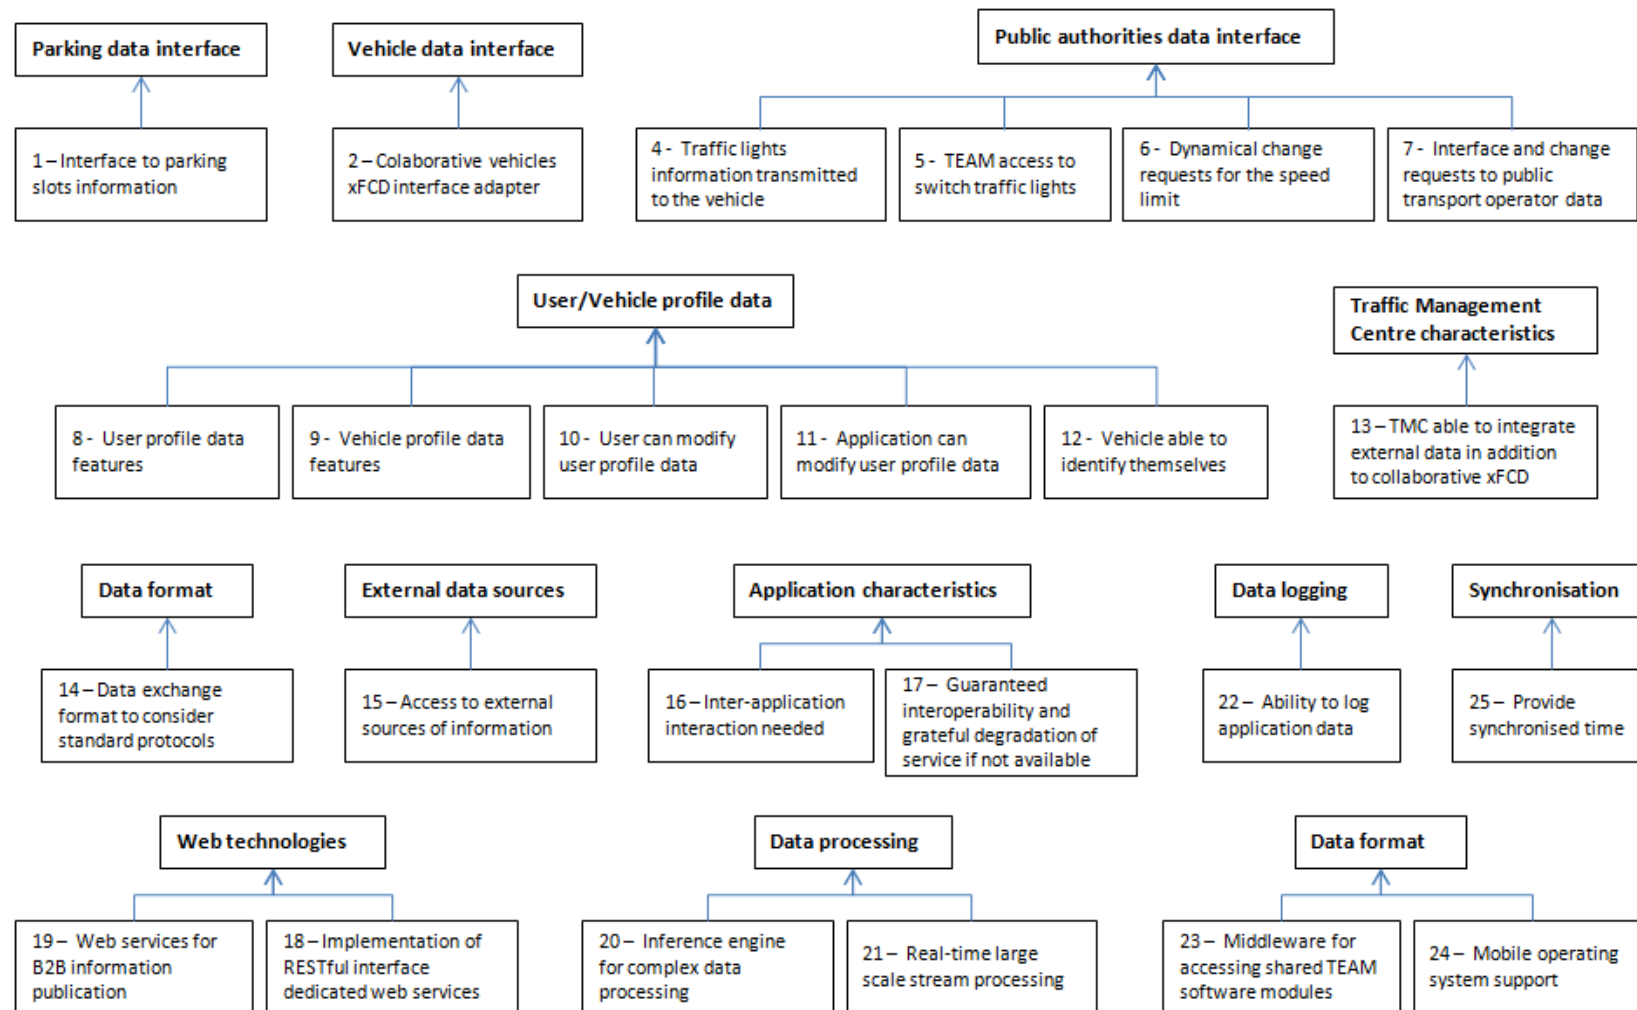 Parking data interface
Vehicle data interface
Public authorities data interface
1 – Interface to parking
slots information
2 – Colaborative vehicles
xFCD interface adapter
4 - Traffic lights
information transmitted
to the vehicle
5 - TEAM access to
switch traffic lights
6 - Dynamical change
requests for the speed
limit
7 - Interface and change
requests to public
transport operator data
User/Vehicle profile data
Traffic Management
Centre characteristics
8 - User profile data
features
9 - Vehicle profile data
features
10 - User can modify
user profile data
11 - Application can
modify user profile data
12 - Vehicle able to
identify themselves
13 – TMC able to integrate
external data in addition
to collaborative xFCD
Data format
External data sources
Application characteristics
Data logging
Synchronisation
14 – Data exchange
format to consider
standard protocols
15 – Access to external
sources of information
16 – Inter-application
interaction needed
17 – Guaranteed
interoperability and
grateful degradation of
service if not available
22 – Ability to log
application data
25 – Provide
synchronised time
Web technologies
Data processing
Data format
19 – Web services for
B2B information
publication
18 – Implementation of
RESTful interface
dedicated web services
20 – Inference engine
for complex data
processing
21 – Real-time large
scale stream processing
23 – Middleware for
accessing shared TEAM
software modules
24 – Mobile operating
system support